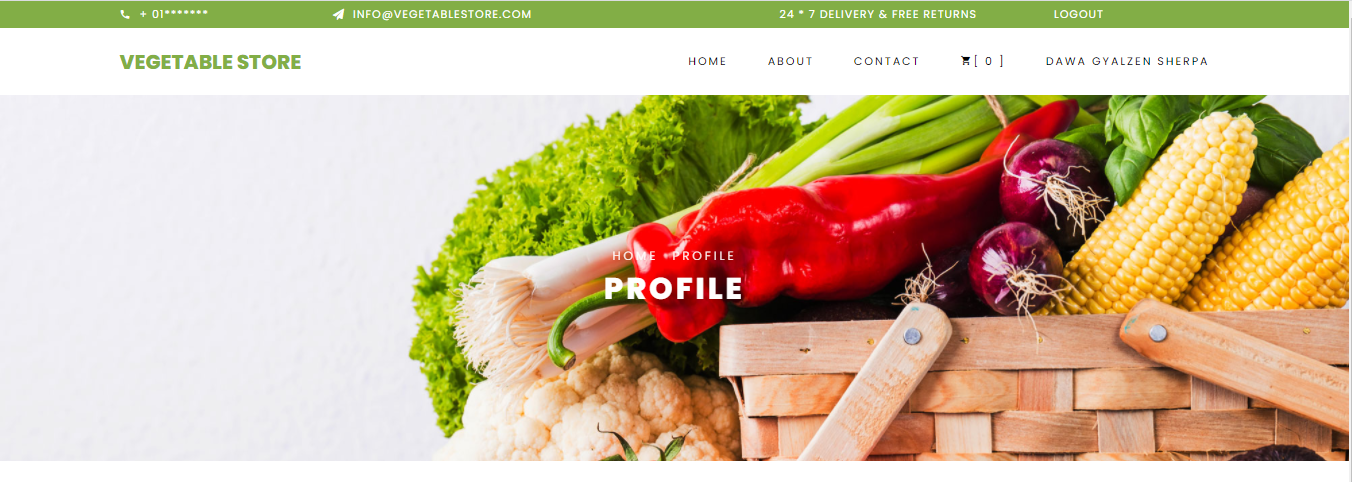 + 01******* INFO@VEGETABLESTORE.COM 24 * 7 DELIVERY & FREE RETURNS LOGOUT
VEGETABLE STORE HOME ABOUT CONTACT [ 0 ] DAWA GYALZEN SHERPA
HOME PROFILE
PROFILE